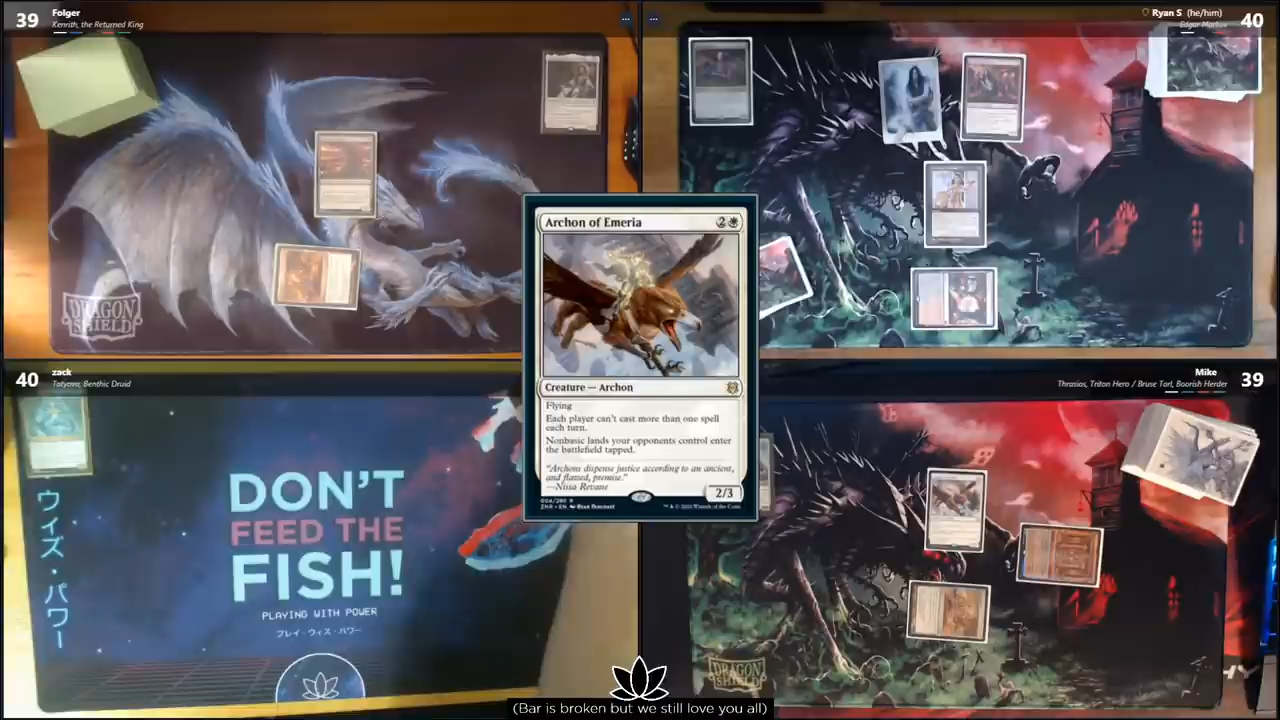 39
Folger
Kenrith, the Returned King
Ryan S (he/him)
Edgar Markov
40
DRAGON
SHIELD
Archon of Emeria
2
Creature — Archon
Flying
Each player can't cast more than one spell
each turn.
Nonbasic lands your opponents control enter
the battlefield tapped.
"Archons dispense justice according to an ancient,
and flawed, premise."
—Nissa Revane
2/3
40
zack
Tatyova, Benthic Druid
Mike
Thrasios, Triton Hero / Bruse Tarl, Boorish Herder
39
DON'T
FEED THE
FISH!
PLAYING WITH POWER
プレイ・ウィズ・パワー
ウィズ・パワー
DRAGON
SHIELD
(Bar is broken but we still love you all)